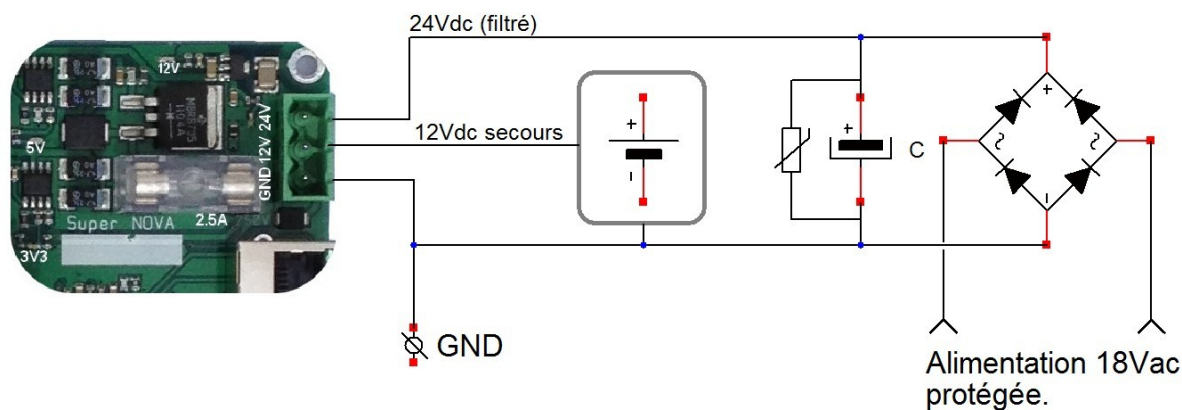 24Vdc (filtré)
12V
12Vdc secours
5V
GND 12V 24V
C
Super NOVA
2.5A
3V3
GND
Alimentation 18Vac
protégée.